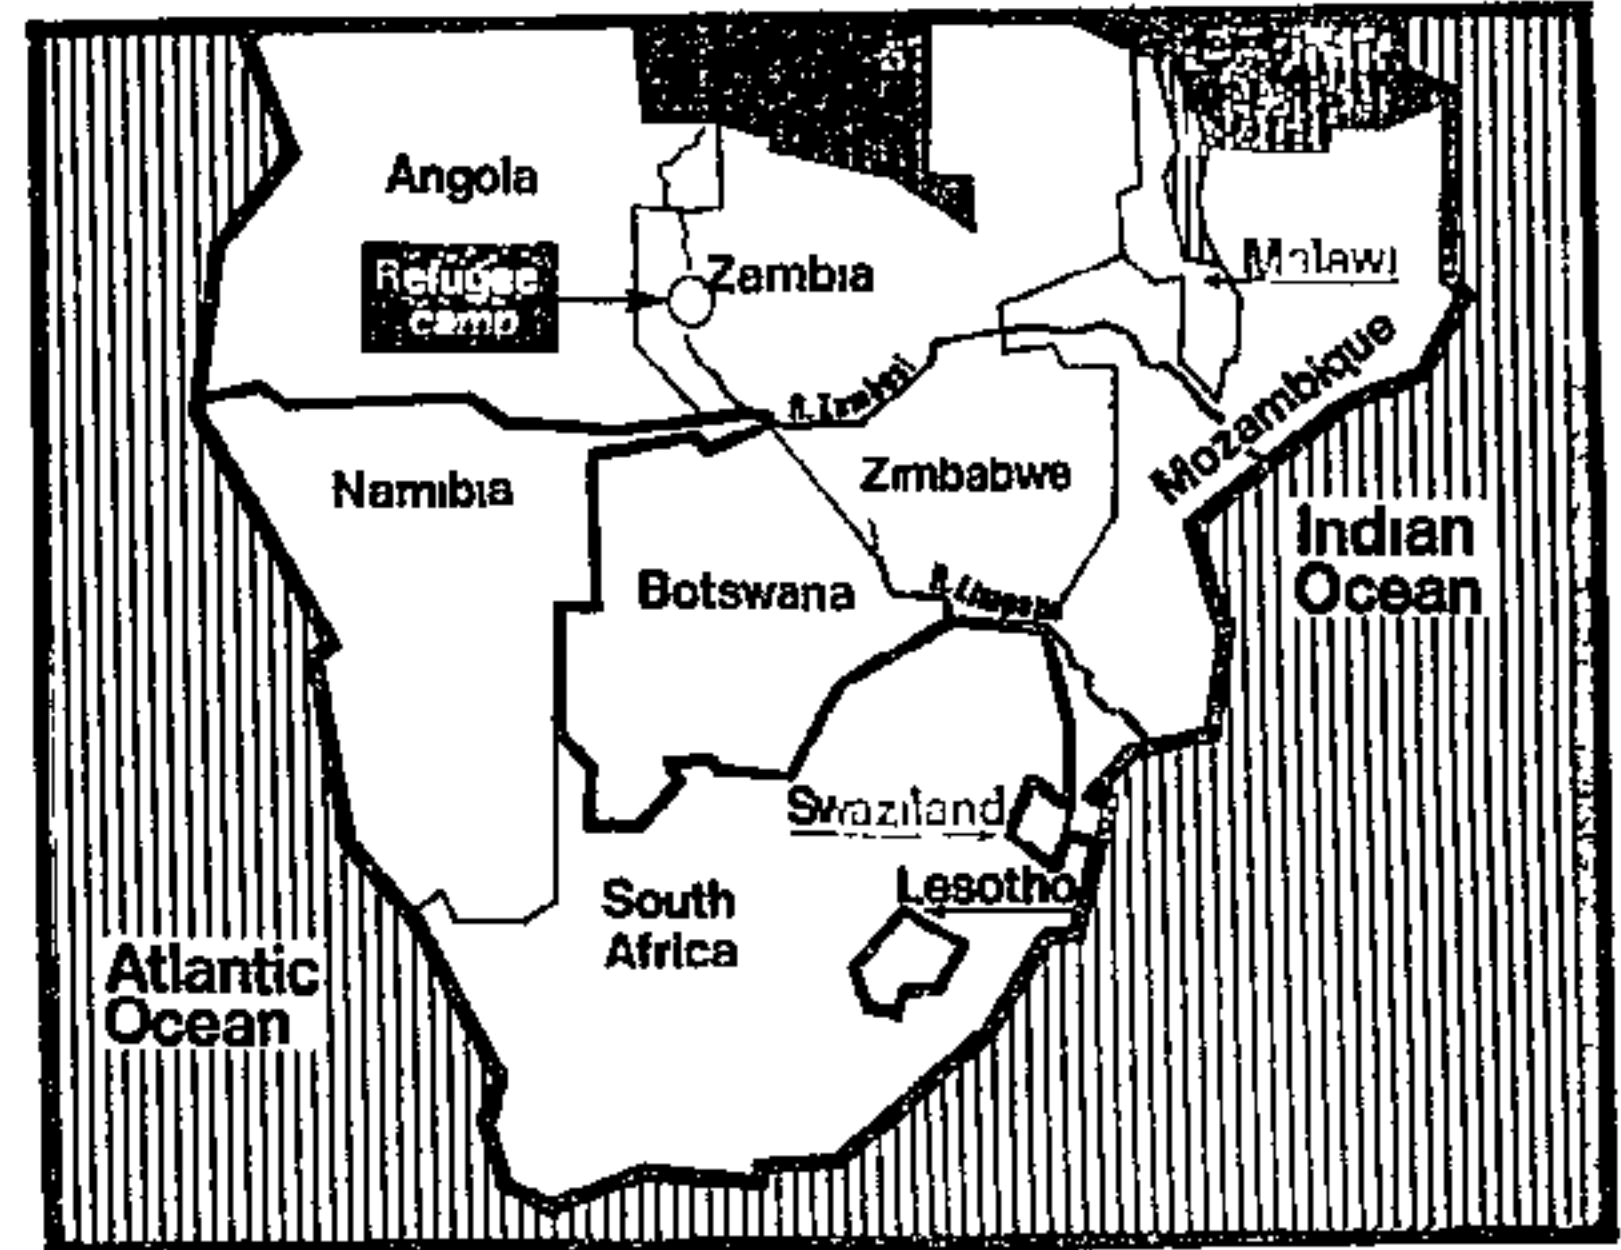 Angola
Refugee
camp
Zambia
Malawi
Mozambique
Namibia
Zimbabwe
Indian
Ocean
Botswana
Swaziland
South
Africa
Lesotho
Atlantic
Ocean